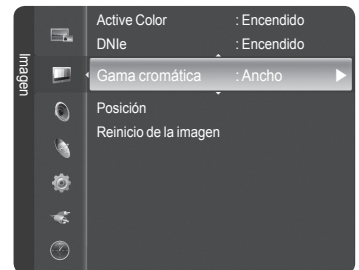 Imagen
Active Color : Encendido
DNIe : Encendido
Gama cromática : Ancho
Posición
Reinicio de la imagen